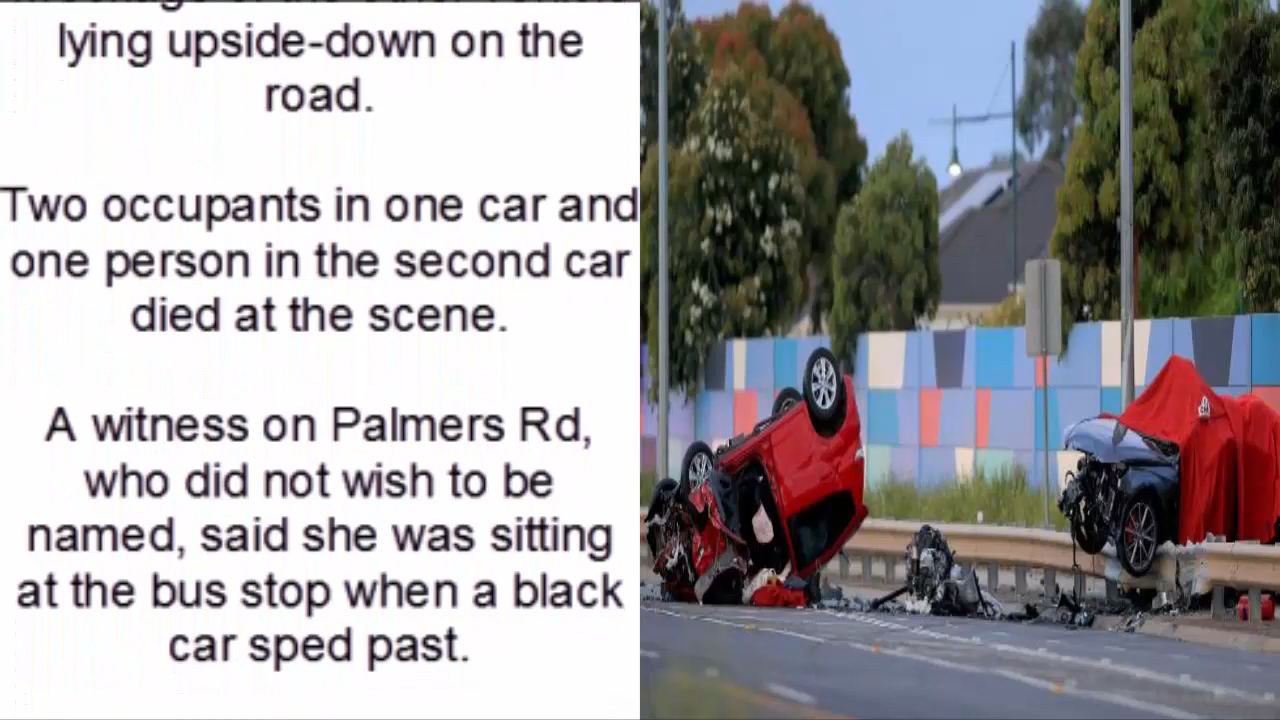 lying upside-down on the
road.
Two occupants in one car and
one person in the second car
died at the scene.
A witness on Palmers Rd,
who did not wish to be
named, said she was sitting
at the bus stop when a black
car sped past.